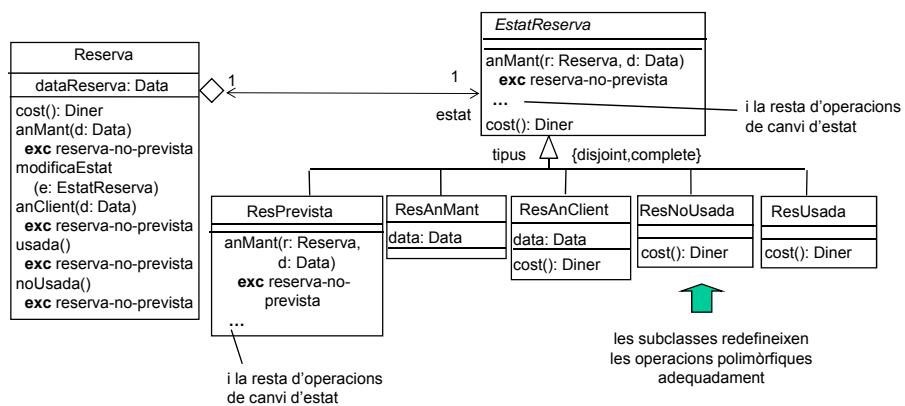 Reserva
dataReserva: Data
cost(): Diner
anMant(d: Data)
exc reserva-no-prevista
modificaEstat
(e: EstatReserva)
anClient(d: Data)
exc reserva-no-prevista
usada()
exc reserva-no-prevista
noUsada()
exc reserva-no-prevista
1
1
estat
EstatReserva
anMant(r: Reserva, d: Data)
exc reserva-no-prevista
...
cost(): Diner
i la resta d'operacions
de canvi d'estat
tipus
{disjoint,complete}
ResPrevista
anMant(r: Reserva,
d: Data)
exc reserva-no-
prevista
...
i la resta d'operacions
de canvi d'estat
ResAnMant
data: Data
ResAnClient
data: Data
cost(): Diner
ResNoUsada
cost(): Diner
ResUsada
cost(): Diner
les subclasses redefineixen
les operacions polimòrfiques
adequadament